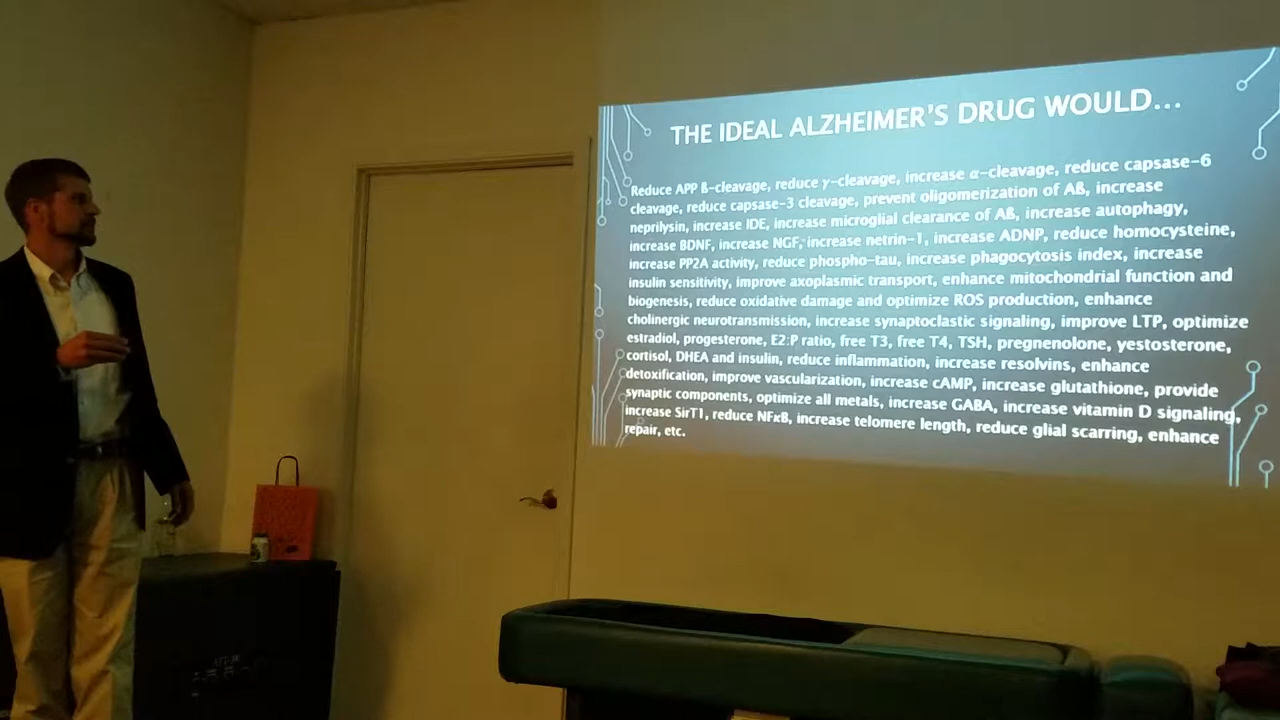 THE IDEAL ALZHEIMER'S DRUG WOULD...
Reduce APP ß-cleavage, reduce γ-cleavage, increase α-cleavage, reduce capsase-6
cleavage, reduce capsase-3 cleavage, prevent oligomerization of Aß, increase
neprilysin, increase IDE, increase microglial clearance of Aß, increase autophagy,
increase BDNF, increase NGF, increase netrin-1, increase ADNP, reduce homocysteine,
increase PP2A activity, reduce phospho-tau, increase phagocytosis index, increase
insulin sensitivity, improve axoplasmic transport, enhance mitochondrial function and
biogenesis, reduce oxidative damage and optimize ROS production, enhance
cholinergic neurotransmission, increase synaptoclastic signaling, improve LTP, optimize
estradiol, progesterone, E2:P ratio, free T3, free T4, TSH, pregnenolone, yestosterone,
cortisol, DHEA and insulin, reduce inflammation, increase resolvins, enhance
detoxification, improve vascularization, increase cAMP, increase glutathione, provide
synaptic components, optimize all metals, increase GABA, increase vitamin D signaling,
increase SirT1, reduce NFκB, increase telomere length, reduce glial scarring, enhance
repair, etc.